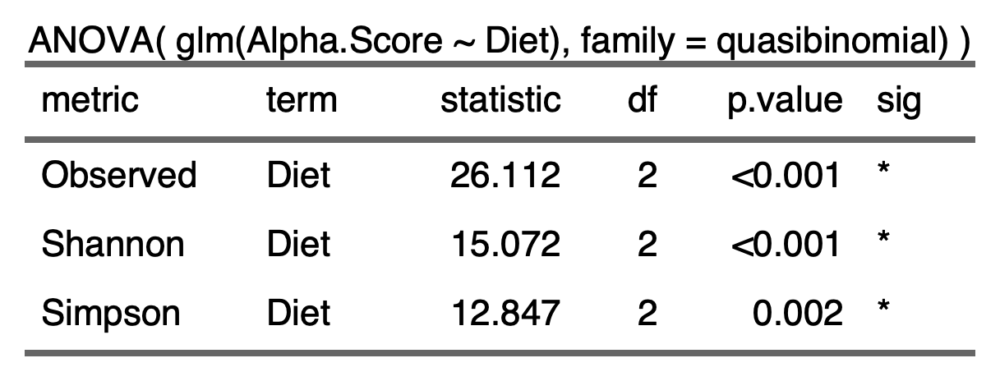 ANOVA( glm(Alpha.Score ~ Diet), family = quasibinomial) )
metric term statistic df p.value sig
Observed Diet 26.112 2 <0.001 *
Shannon Diet 15.072 2 <0.001 *
Simpson Diet 12.847 2 0.002 *